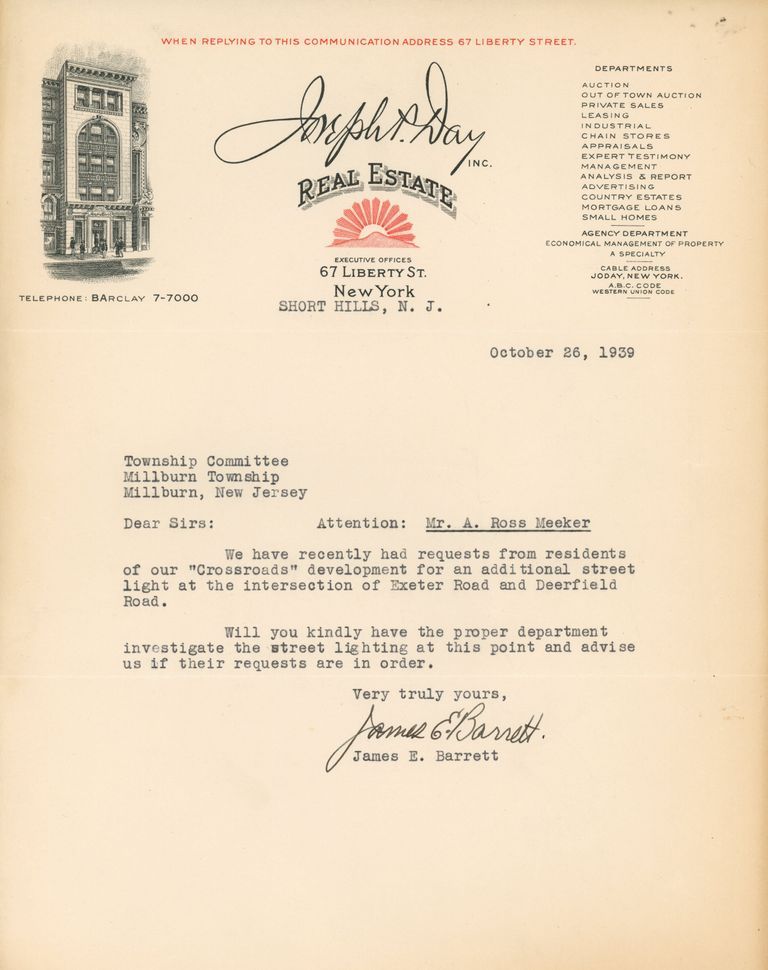 WHEN REPLYING TO THIS COMMUNICATION ADDRESS 67 LIBERTY STREET.
Joseph P. Day
INC.
REAL ESTATE
EXECUTIVE OFFICES
67 LIBERTY ST.
New York
SHORT HILLS, N. J.
TELEPHONE: BARCLAY 7-7000
DEPARTMENTS
AUCTION
OUT OF TOWN AUCTION
PRIVATE SALES
LEASING
INDUSTRIAL
CHAIN STORES
APPRAISALS
EXPERT TESTIMONY
MANAGEMENT
ANALYSIS & REPORT
ADVERTISING
COUNTRY ESTATES
MORTGAGE LOANS
SMALL HOMES
AGENCY DEPARTMENT
ECONOMICAL MANAGEMENT OF PROPERTY
A SPECIALTY
CABLE ADDRESS
JODAY, NEW YORK.
A.B.C. CODE
WESTERN UNION CODE
October 26, 1939
Township Committee
Millburn Township
Millburn, New Jersey
Dear Sirs: Attention: Mr. A. Ross Meeker
We have recently had requests from residents
of our "Crossroads" development for an additional street
light at the intersection of Exeter Road and Deerfield
Road.
Will you kindly have the proper department
investigate the street lighting at this point and advise
us if their requests are in order.
Very truly yours,
James E. Barrett.
James E. Barrett